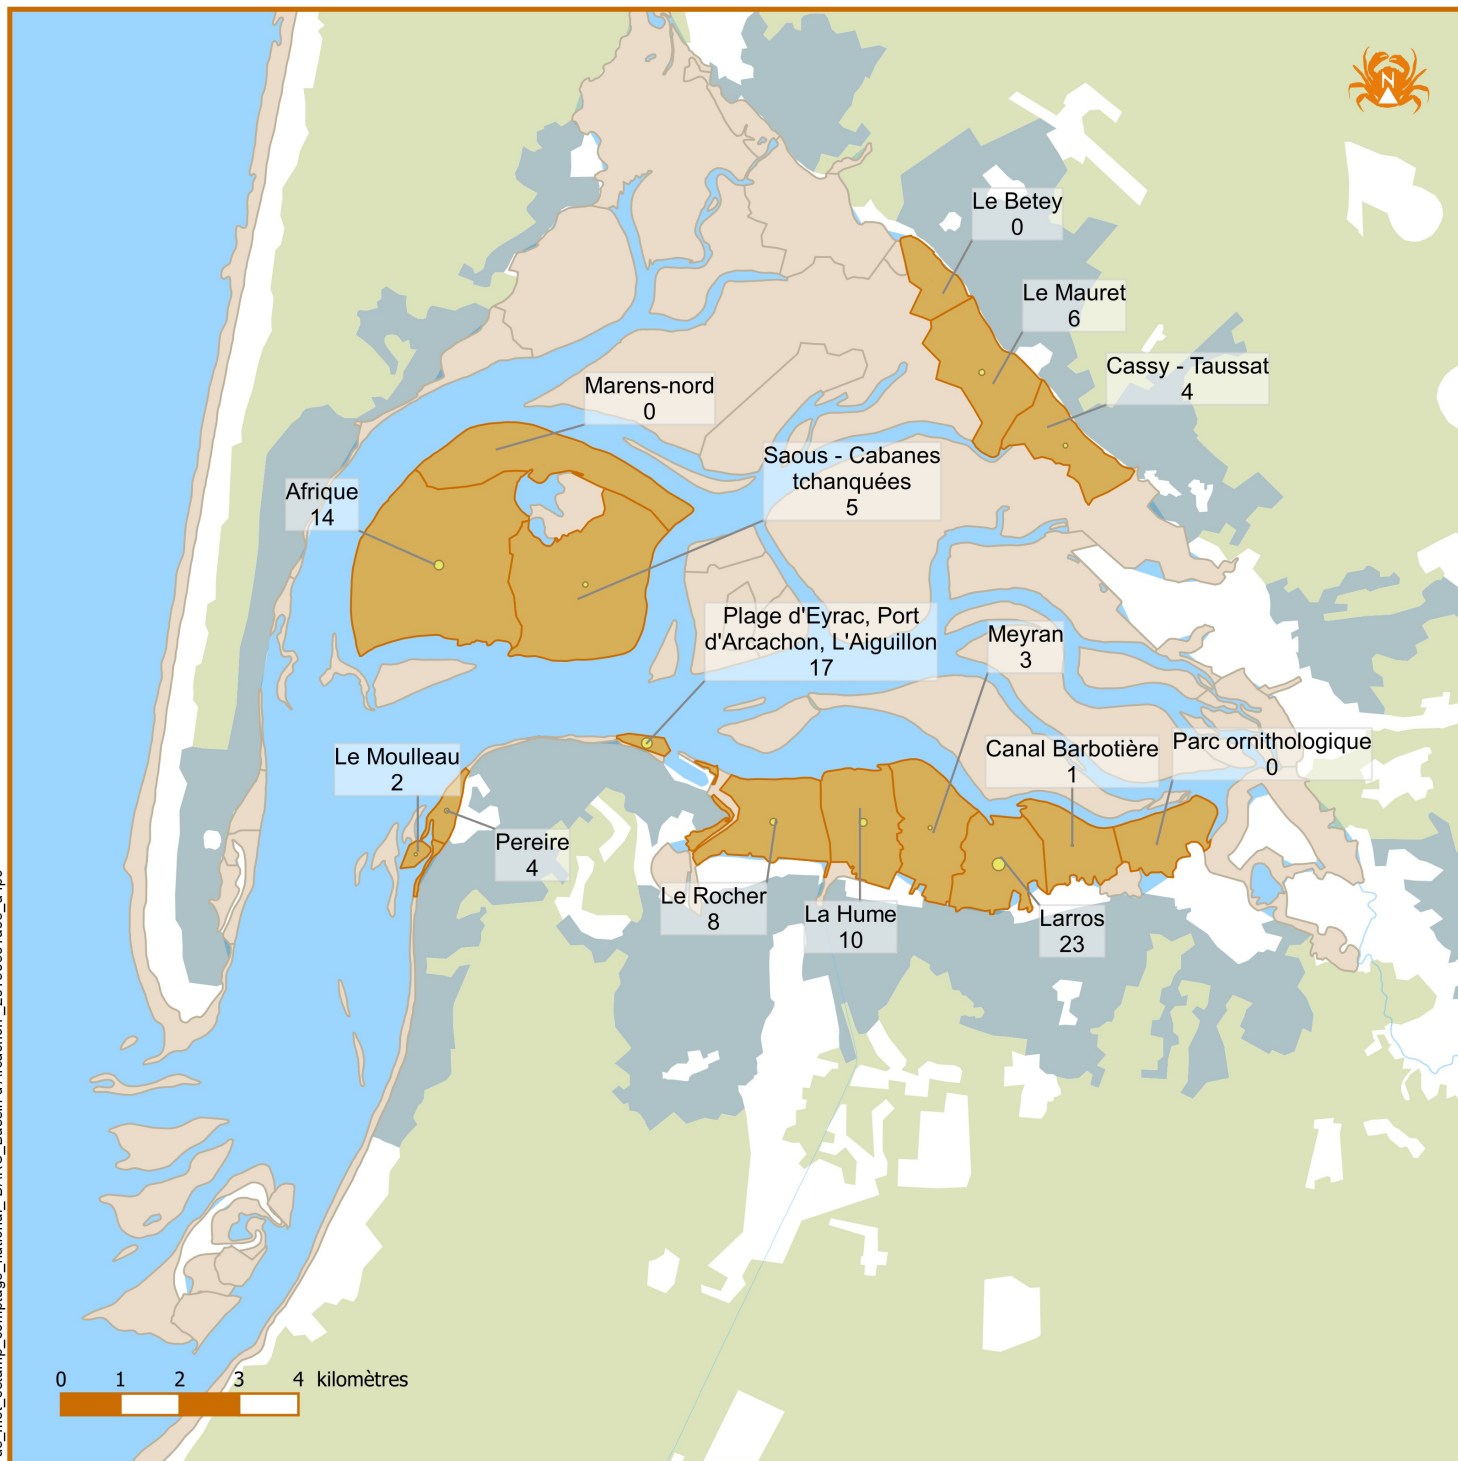 N
Le Betey
0
Le Mauret
6
Cassy - Taussat
4
Marens-nord
0
Saous - Cabanes
tchanquées
5
Afrique
14
Plage d'Eyrac, Port
d'Arcachon, L'Aiguillon
17
Meyran
3
Canal Barbotière
1
Parc ornithologique
0
Le Moulleau
2
Pereire
4
Le Rocher
8
La Hume
10
Larros
23
0 1 2 3 4 kilomètres